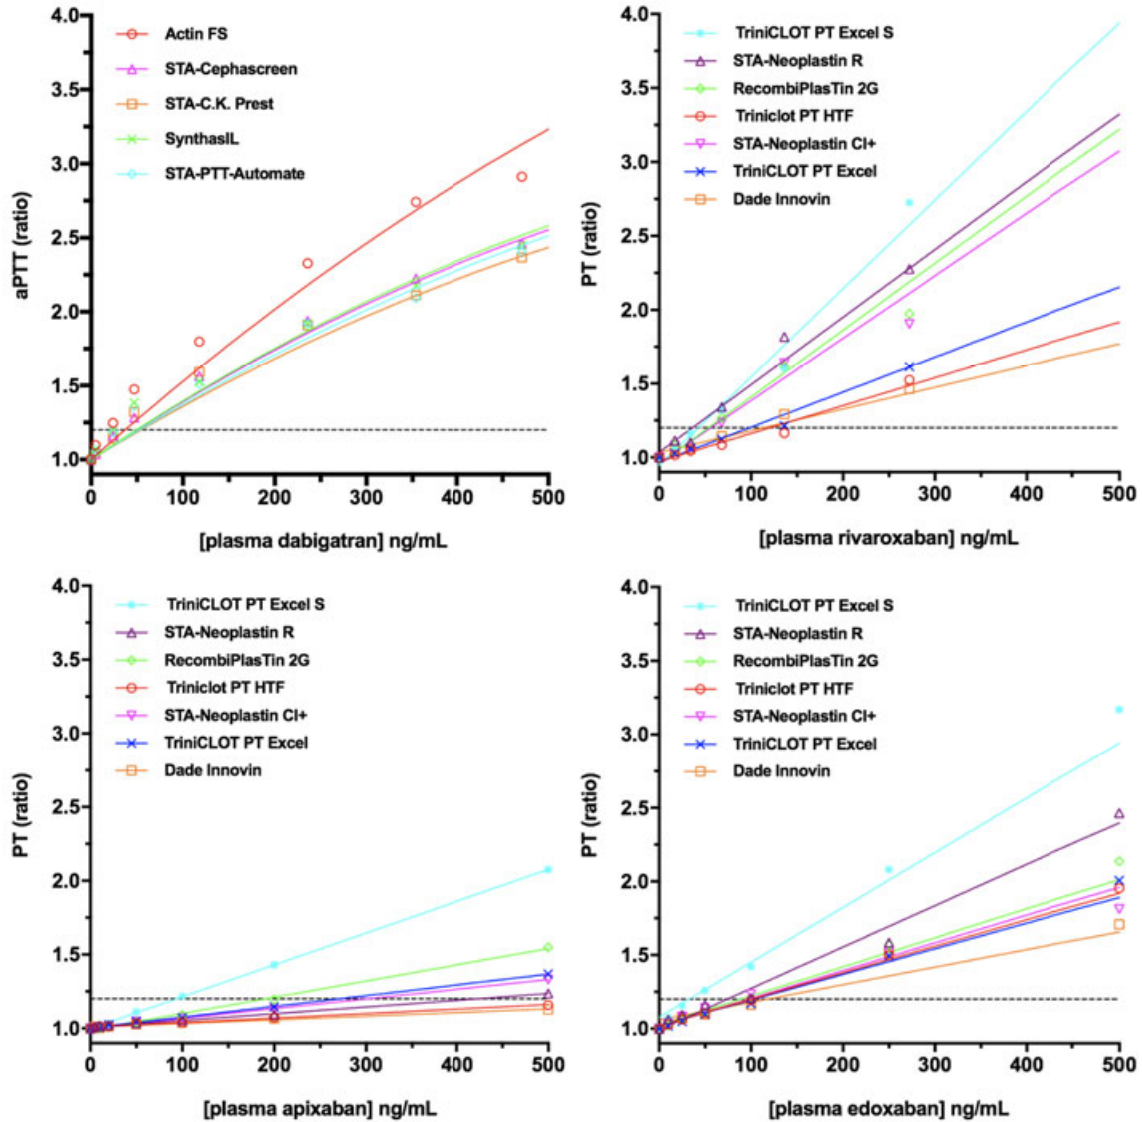 4.0
3.5
3.0
2.5
2.0
1.5
1.0
aPTT (ratio)
Actin FS
STA-Cephascreen
STA-C.K. Prest
SynthasIL
STA-PTT-Automate
0 100 200 300 400 500
[plasma dabigatran] ng/mL
4.0
3.5
3.0
2.5
2.0
1.5
1.0
PT (ratio)
TriniCLOT PT Excel S
STA-Neoplastin R
RecombiPlasTin 2G
Triniclot PT HTF
STA-Neoplastin CI+
TriniCLOT PT Excel
Dade Innovin
0 100 200 300 400 500
[plasma rivaroxaban] ng/mL
4.0
3.5
3.0
2.5
2.0
1.5
1.0
PT (ratio)
TriniCLOT PT Excel S
STA-Neoplastin R
RecombiPlasTin 2G
Triniclot PT HTF
STA-Neoplastin CI+
TriniCLOT PT Excel
Dade Innovin
0 100 200 300 400 500
[plasma apixaban] ng/mL
4.0
3.5
3.0
2.5
2.0
1.5
1.0
PT (ratio)
TriniCLOT PT Excel S
STA-Neoplastin R
RecombiPlasTin 2G
Triniclot PT HTF
STA-Neoplastin CI+
TriniCLOT PT Excel
Dade Innovin
0 100 200 300 400 500
[plasma edoxaban] ng/mL